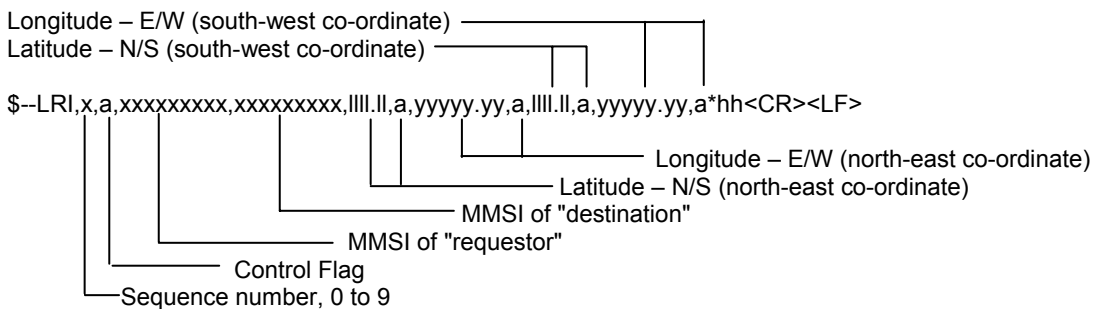 Longitude – E/W (south-west co-ordinate)
Latitude – N/S (south-west co-ordinate)
$--LRI,x,a,xxxxxxxxx,xxxxxxxxx,llll.ll,a,yyyyy.yy,a,llll.ll,a,yyyyy.yy,a*hh<CR><LF>
Longitude – E/W (north-east co-ordinate)
Latitude – N/S (north-east co-ordinate)
MMSI of "destination"
MMSI of "requestor"
Control Flag
Sequence number, 0 to 9